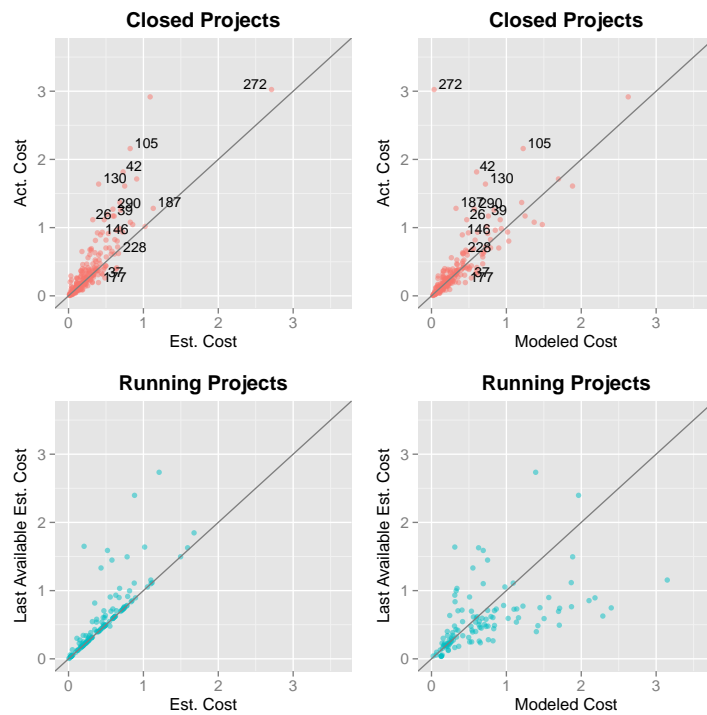 Closed Projects
Act. Cost
3
2
1
0
272
105
42
130
290
187
26
39
146
228
37
177
0 1 2 3
Est. Cost
Closed Projects
Act. Cost
3
2
1
0
272
105
42
130
187
290
26
39
146
228
37
177
0 1 2 3
Modeled Cost
Running Projects
Last Available Est. Cost
3
2
1
0
0 1 2 3
Est. Cost
Running Projects
Last Available Est. Cost
3
2
1
0
0 1 2 3
Modeled Cost